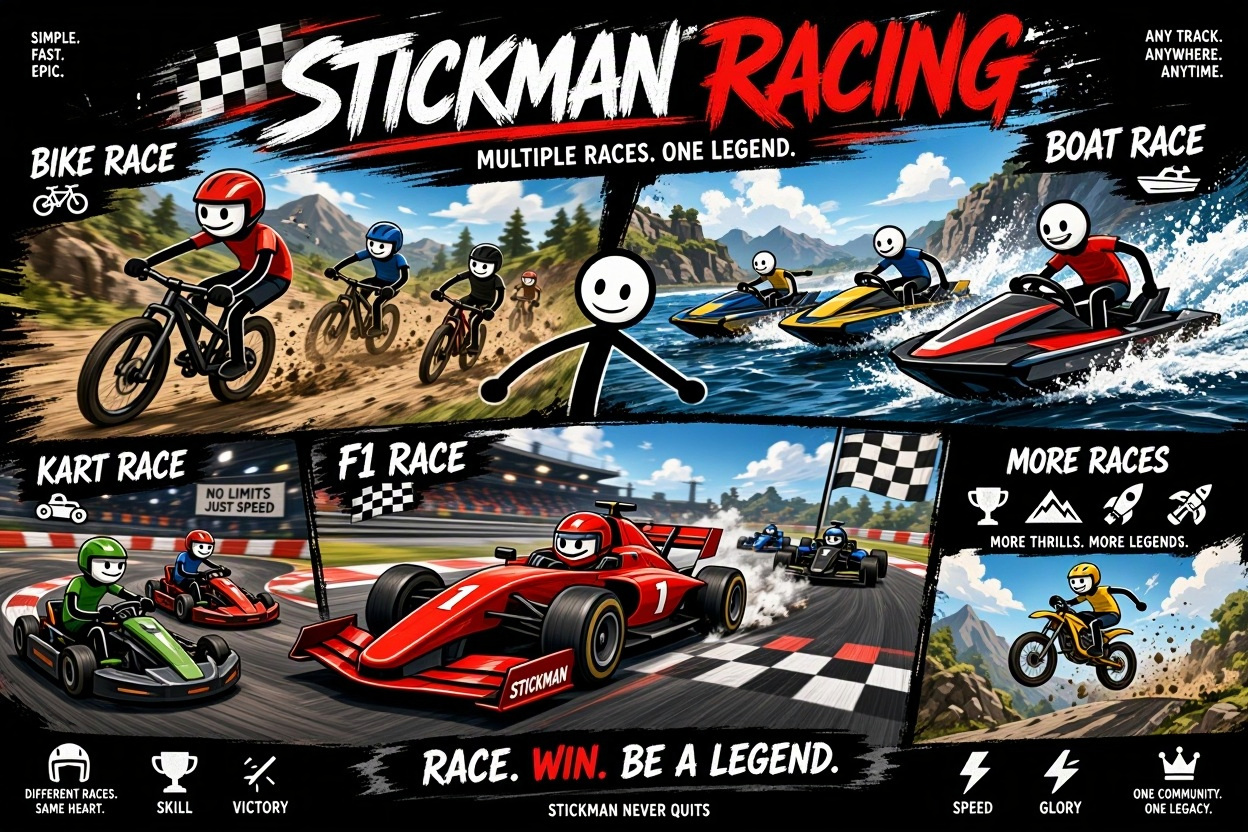 SIMPLE.
FAST.
EPIC.
STICKMAN RACING
MULTIPLE RACES. ONE LEGEND.
ANY TRACK.
ANYWHERE.
ANYTIME.
BIKE RACE
BOAT RACE
KART RACE
NO LIMITS
JUST SPEED
F1 RACE
1
1
STICKMAN
MORE RACES
MORE THRILLS. MORE LEGENDS.
RACE. WIN. BE A LEGEND.
STICKMAN NEVER QUITS
DIFFERENT RACES.
SAME HEART.
SKILL
VICTORY
SPEED
GLORY
ONE COMMUNITY.
ONE LEGACY.